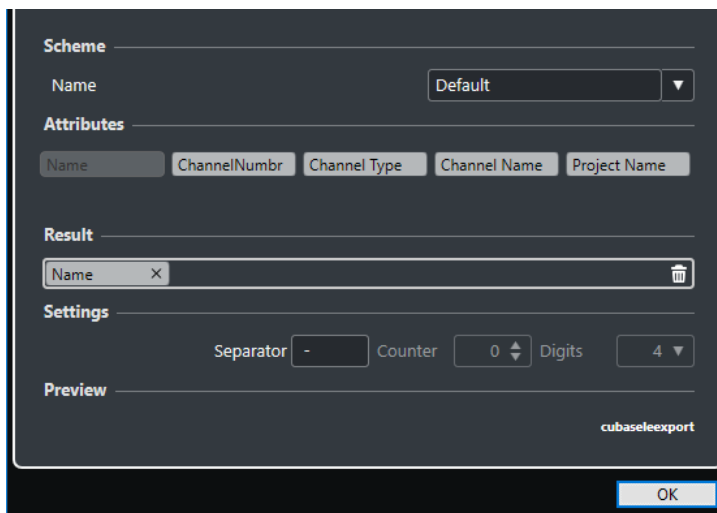 Scheme
Name Default
Attributes
Name ChannelNumbr Channel Type Channel Name Project Name
Result
Name ×
Settings
Separator - Counter 0 Digits 4
Preview
cubaseleexport
OK